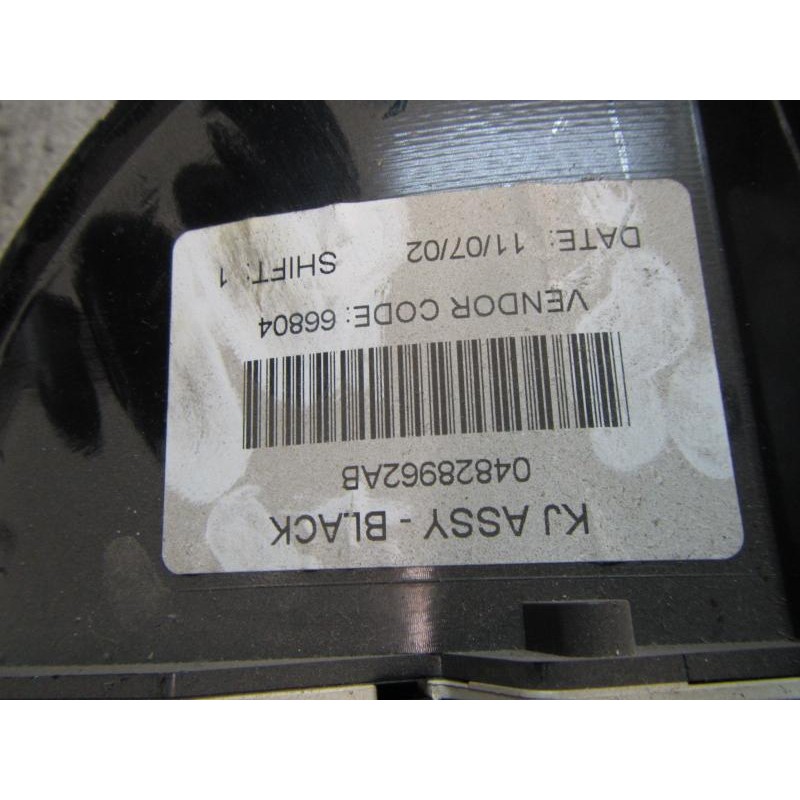 KJ ASSY - BLACK
04828962AB
VENDOR CODE: 66804
DATE: 11/07/02 SHIFT: 1